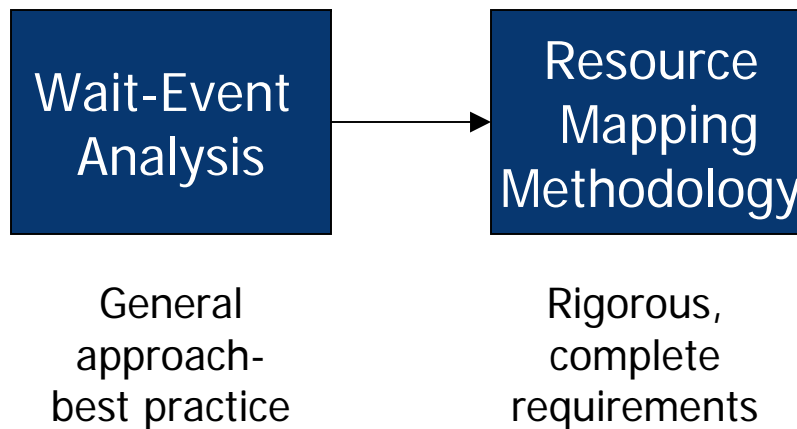 Wait-Event
Analysis
Resource
Mapping
Methodology
General
approach-
best practice
Rigorous,
complete
requirements